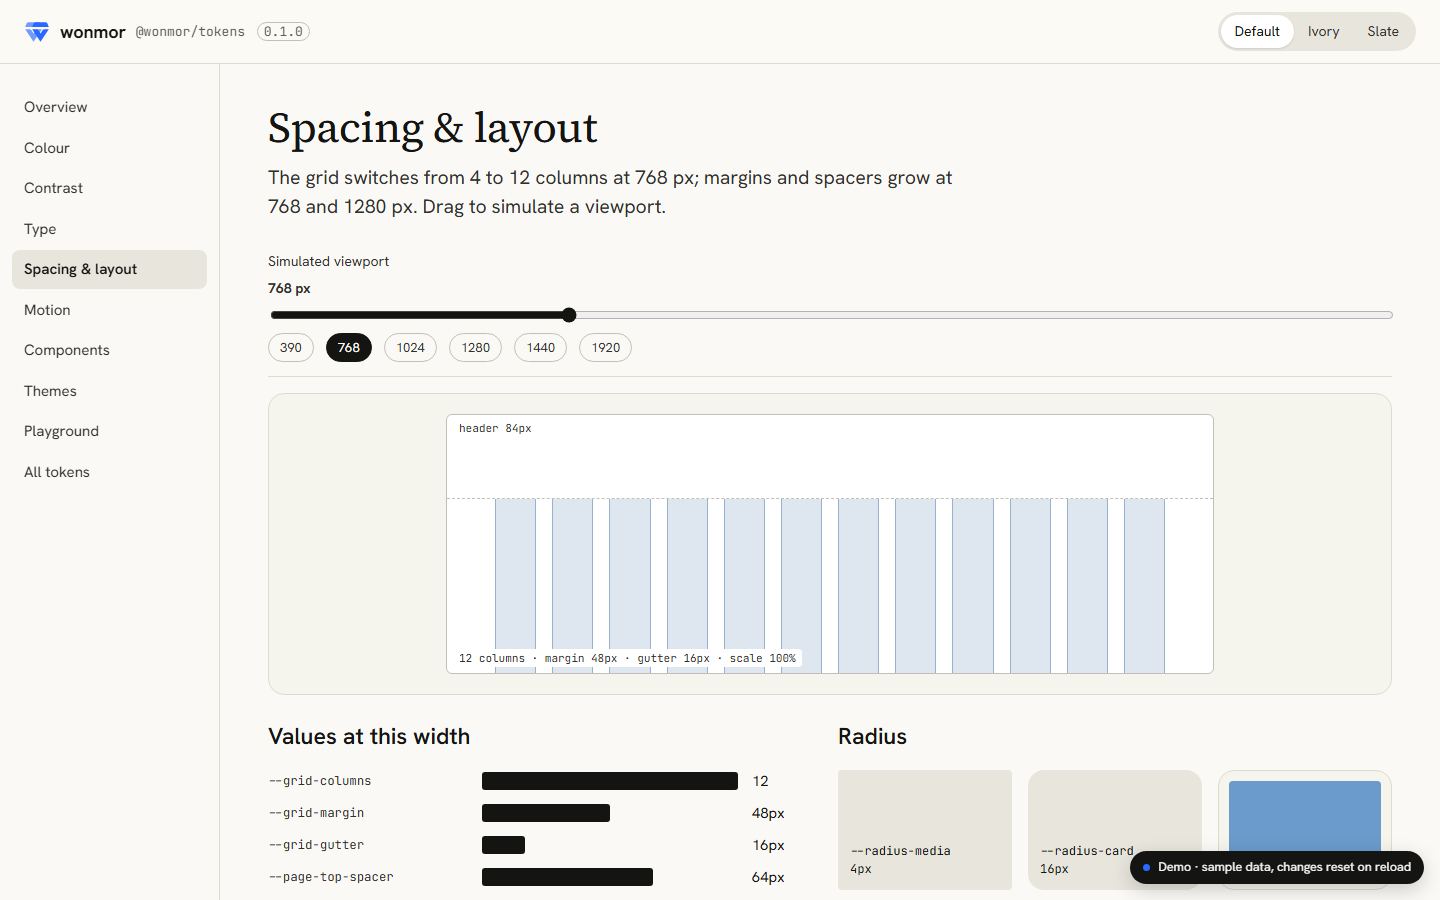 wonmor @wonmor/tokens 0.1.0
Default Ivory Slate
Overview
Colour
Contrast
Type
Spacing & layout
Motion
Components
Themes
Playground
All tokens
Spacing & layout
The grid switches from 4 to 12 columns at 768 px; margins and spacers grow at
768 and 1280 px. Drag to simulate a viewport.
Simulated viewport
768 px
390 768 1024 1280 1440 1920
header 84px
12 columns · margin 48px · gutter 16px · scale 100%
Values at this width
--grid-columns 12
--grid-margin 48px
--grid-gutter 16px
--page-top-spacer 64px
Radius
--radius-media
4px
--radius-card
16px
Demo · sample data, changes reset on reload